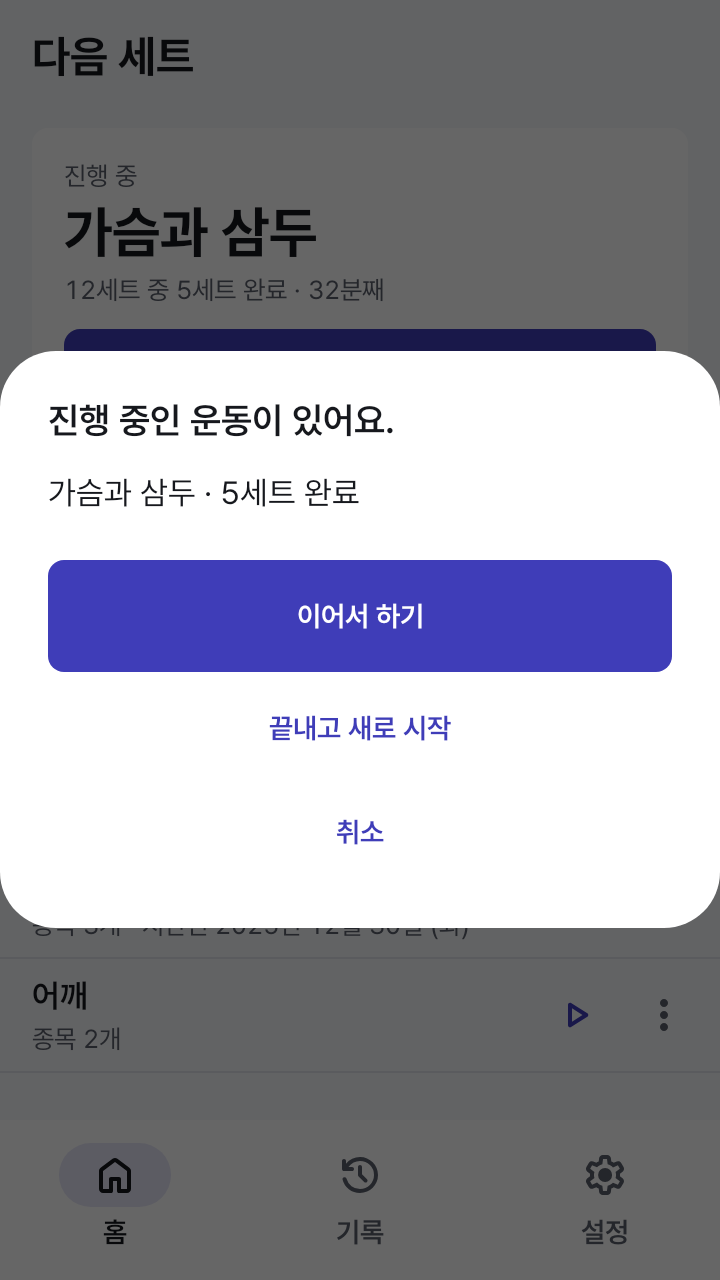 다음 세트
진행 중
가슴과 삼두
12세트 중 5세트 완료 · 32분째
진행 중인 운동이 있어요.
가슴과 삼두 · 5세트 완료
이어서 하기
끝내고 새로 시작
취소
어깨
종목 2개
홈
기록
설정